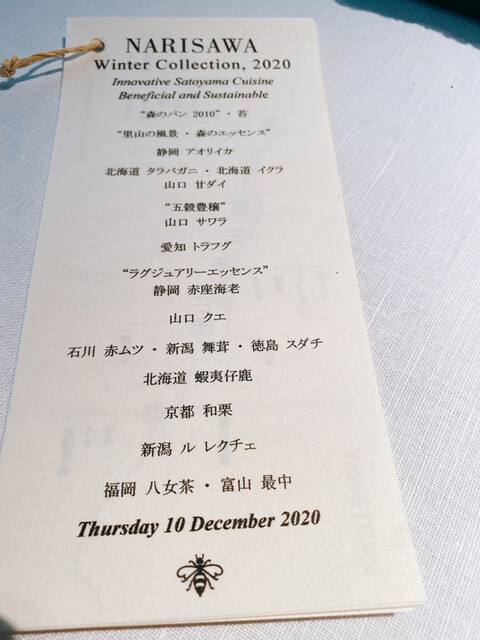 NARISAWA
Winter Collection, 2020
Innovative Satoyama Cuisine
Beneficial and Sustainable
“森のパン 2010”・苔
“里山の風景・森のエッセンス”
静岡 アオリイカ
北海道 タラバガニ・北海道 イクラ
山口 甘ダイ
“五穀豊穣”
山口 サワラ
愛知 トラフグ
“ラグジュアリーエッセンス”
静岡 赤座海老
山口 クエ
石川 赤ムツ・新潟 舞茸・徳島 スダチ
北海道 蝦夷仔鹿
京都 和栗
新潟 ル レクチェ
福岡 八女茶・富山 最中
Thursday 10 December 2020